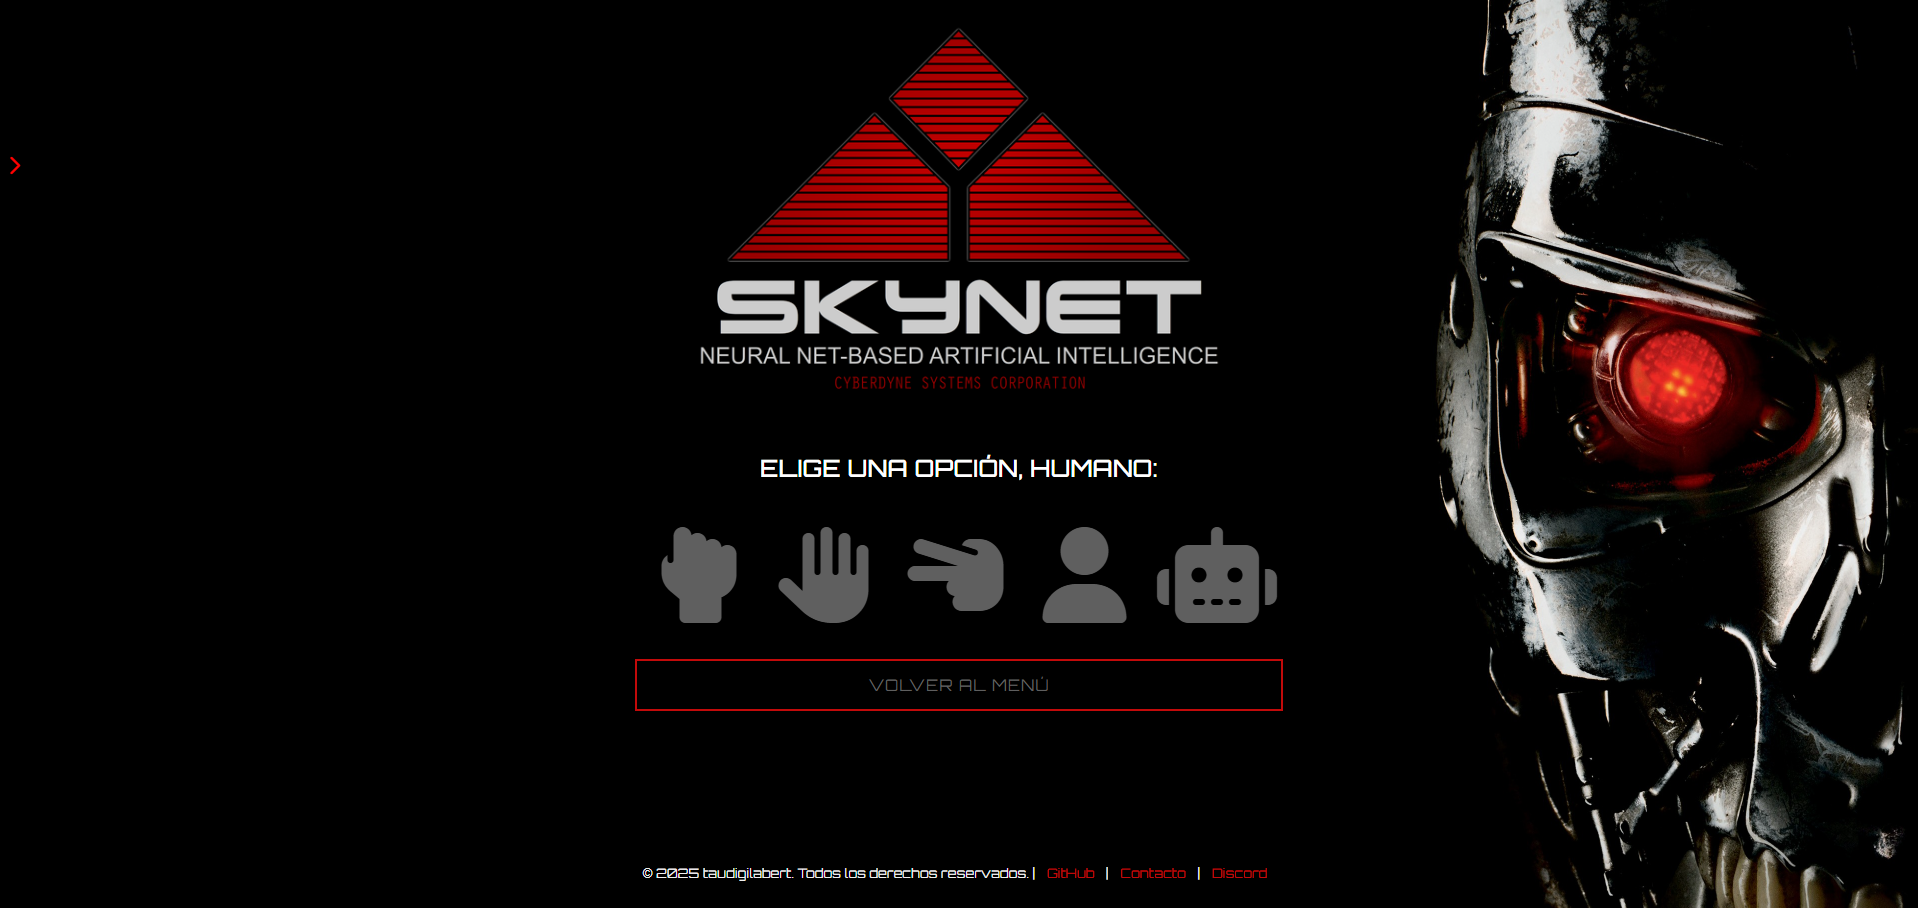 SKYNET
NEURAL NET-BASED ARTIFICIAL INTELLIGENCE
CYBERDYNE SYSTEMS CORPORATION
ELIGE UNA OPCIÓN, HUMANO:
VOLVER AL MENÚ
© 2025 taudigilabert. Todos los derechos reservados. | GitHub | Contacto | Discord